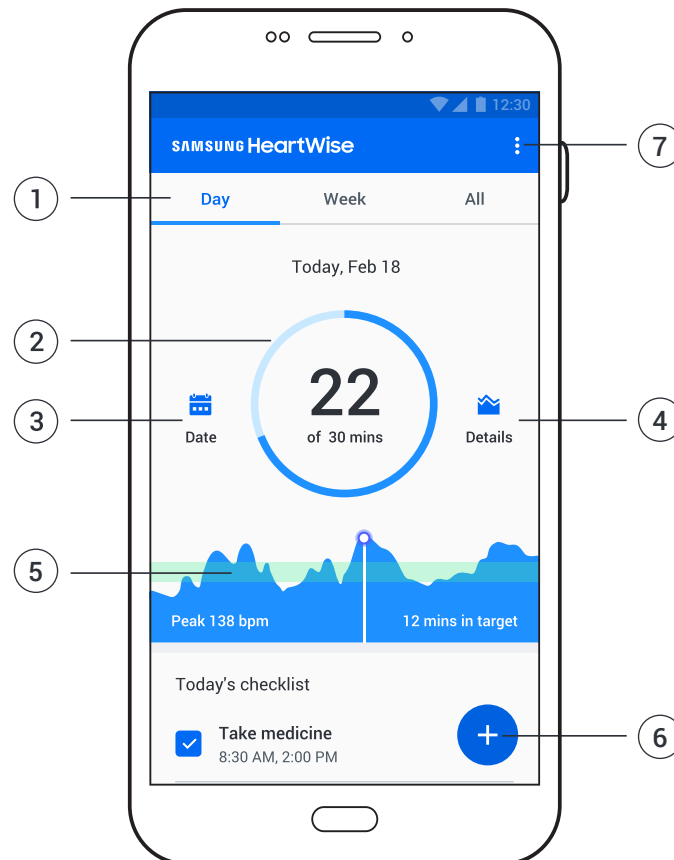 12:30
SAMSUNG HeartWise
7
1
Day Week All
Today, Feb 18
2
22
of 30 mins
3
Date
Details
4
5
Peak 138 bpm
12 mins in target
Today's checklist
Take medicine
8:30 AM, 2:00 PM
+
6